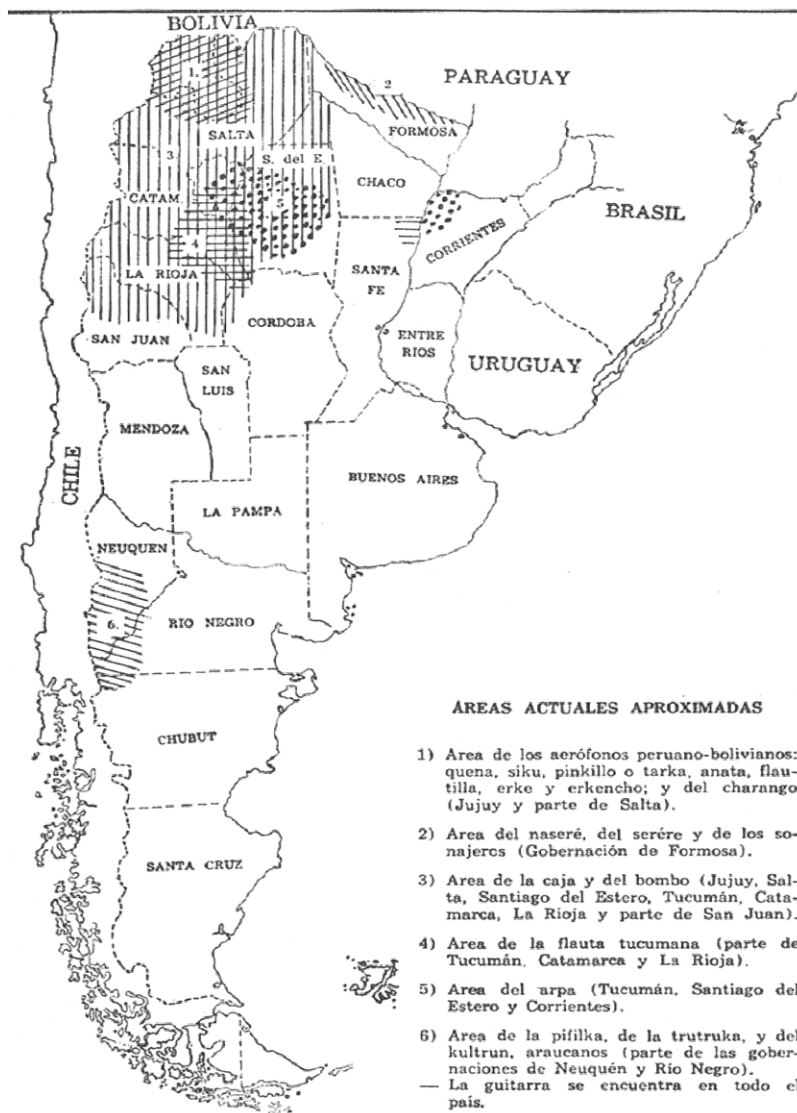 BOLIVIA
1.
2
PARAGUAY
FORMOSA
SALTA
3
S. del E.
CHACO
CATAM.
5
BRASIL
4
CORRIENTES
LA RIOJA
SANTA
FE
CORDOBA
SAN JUAN
ENTRE
RIOS
URUGUAY
SAN
LUIS
MENDOZA
CHILE
BUENOS AIRES
LA PAMPA
NEUQUEN
6.
RIO NEGRO
CHUBUT
SANTA CRUZ
ÁREAS ACTUALES APROXIMADAS
1) Area de los aerófonos peruano-bolivianos:
quena, siku, pinkillo o tarka, anata, flau-
tilla, erke y erkencho; y del charango
(Jujuy y parte de Salta).
2) Area del naseré, del serére y de los so-
najeros (Gobernación de Formosa).
3) Area de la caja y del bombo (Jujuy, Sal-
ta, Santiago del Estero, Tucumán, Cata-
marca, La Rioja y parte de San Juan).
4) Area de la flauta tucumana (parte de
Tucumán, Catamarca y La Rioja).
5) Area del arpa (Tucumán, Santiago del
Estero y Corrientes).
6) Area de la pifilka, de la trutruka, y del
kultrun, araucanos (parte de las gober-
naciones de Neuquén y Río Negro).
— La guitarra se encuentra en todo el
país.